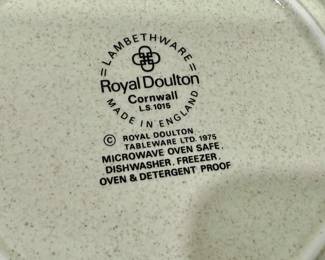 = LAMBETHWARE =
Royal Doulton
Cornwall
L.S.1015
MADE IN ENGLAND
© ROYAL DOULTON
TABLEWARE LTD. 1975
MICROWAVE OVEN SAFE.
DISHWASHER, FREEZER,
OVEN & DETERGENT PROOF